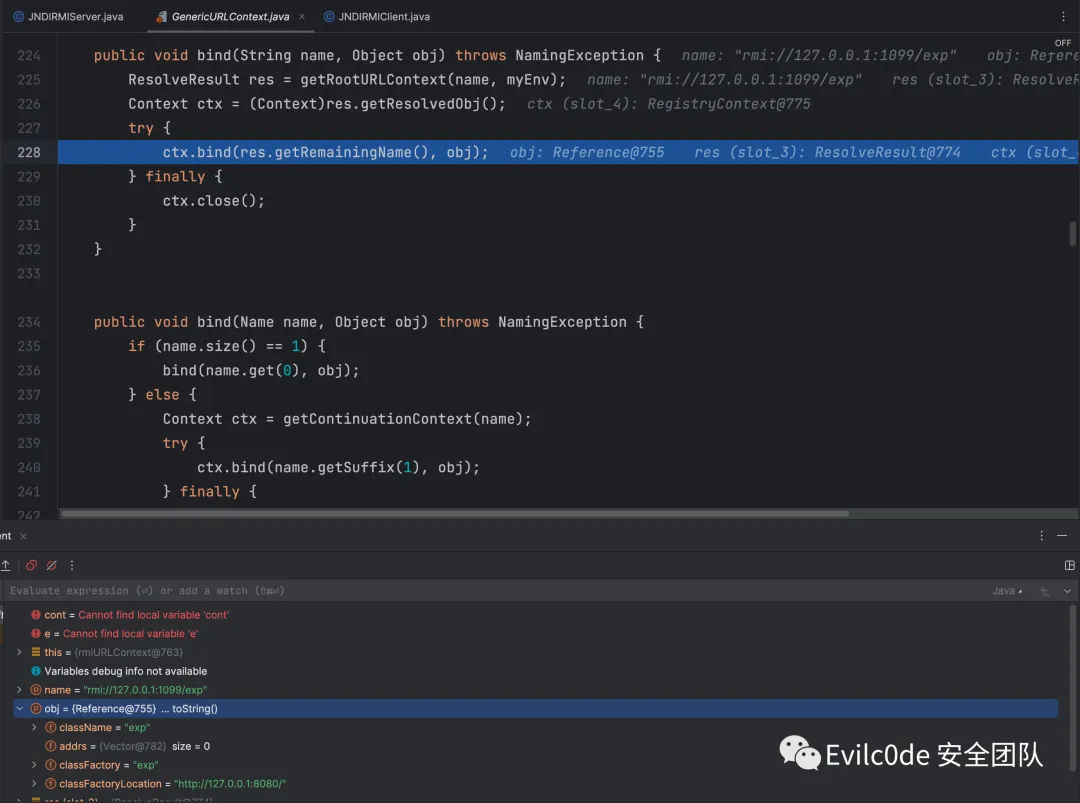 JNDIRMIServer.java GenericURLContext.java × JNDIRMIClient.java
OFF
224 public void bind(String name, Object obj) throws NamingException { name: "rmi://127.0.0.1:1099/exp" obj: Refere
225 ResolveResult res = getRootURLContext(name, myEnv); name: "rmi://127.0.0.1:1099/exp" res (slot_3): ResolveR
226 Context ctx = (Context)res.getResolvedObj(); ctx (slot_4): RegistryContext@775
227 try {
228 ctx.bind(res.getRemainingName(), obj); obj: Reference@755 res (slot_3): ResolveResult@774 ctx (slot_
229 } finally {
230 ctx.close();
231 }
232 }
233
234 public void bind(Name name, Object obj) throws NamingException {
235 if (name.size() == 1) {
236 bind(name.get(0), obj);
237 } else {
238 Context ctx = getContinuationContext(name);
239 try {
240 ctx.bind(name.getSuffix(1), obj);
241 } finally {
242
ent ×
Evaluate expression (⏎) or add a watch (⇧⌘⏎) Java
cont = Cannot find local variable 'cont'
e = Cannot find local variable 'e'
this = {rmiURLContext@763}
Variables debug info not available
name = "rmi://127.0.0.1:1099/exp"
obj = {Reference@755} ... toString()
className = "exp"
addrs = {Vector@782} size = 0
classFactory = "exp"
classFactoryLocation = "http://127.0.0.1:8080/"
res (slot_3) = {ResolveResult@774}
Evilc0de 安全团队